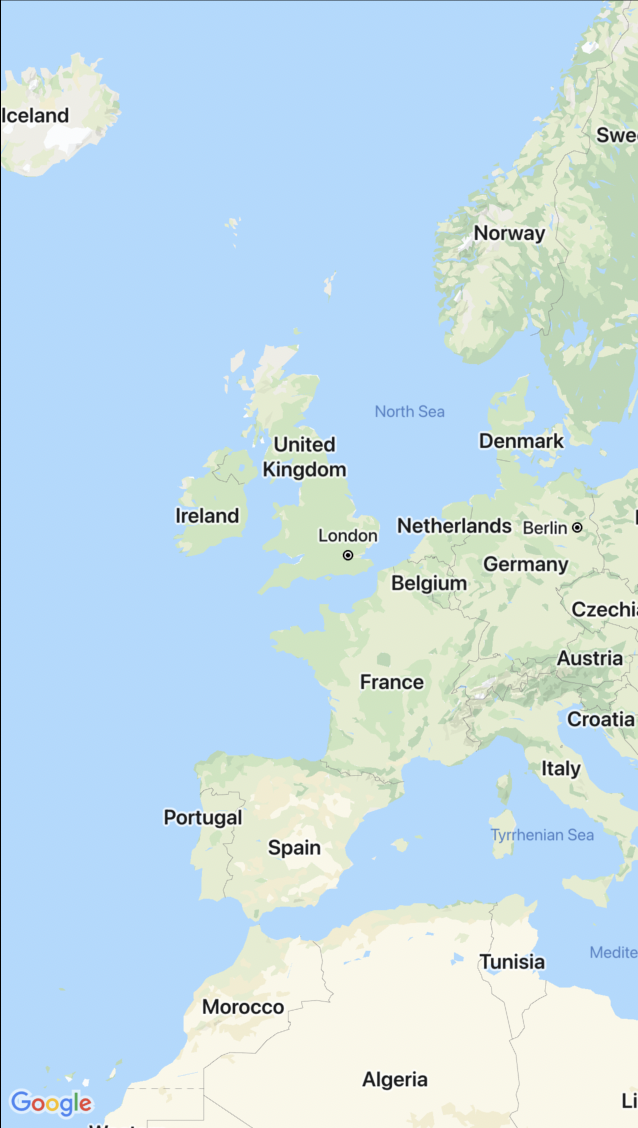 Iceland
Swe
Norway
North Sea
United
Kingdom
Denmark
Ireland
London
Netherlands
Berlin
Germany
Belgium
Czechi
Austria
France
Croatia
Italy
Portugal
Tyrrhenian Sea
Spain
Medite
Tunisia
Morocco
Algeria
Google
Li